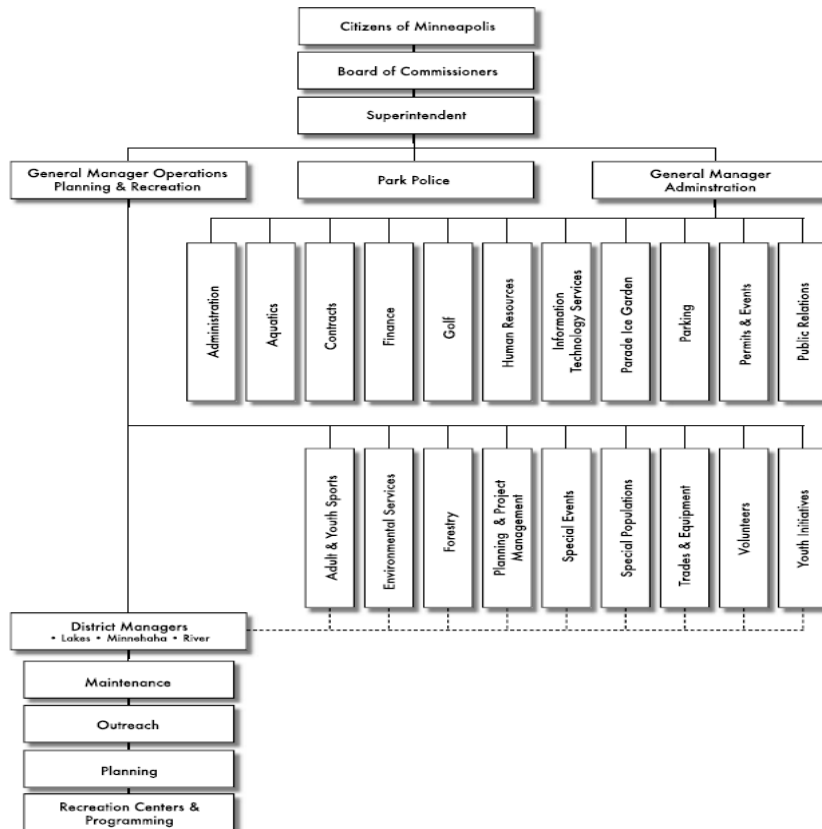 Citizens of Minneapolis
Board of Commissioners
Superintendent
General Manager Operations
Planning & Recreation
Park Police
General Manager
Adminstration
Administration
Aquatics
Contracts
Finance
Golf
Human Resources
Information
Technology Services
Parade Ice Garden
Parking
Permits & Events
Public Relations
Adult & Youth Sports
Environmental Services
Forestry
Planning & Project
Management
Special Events
Special Populations
Trades & Equipment
Volunteers
Youth Initiatives
District Managers
• Lakes • Minnehaha • River
Maintenance
Outreach
Planning
Recreation Centers &
Programming